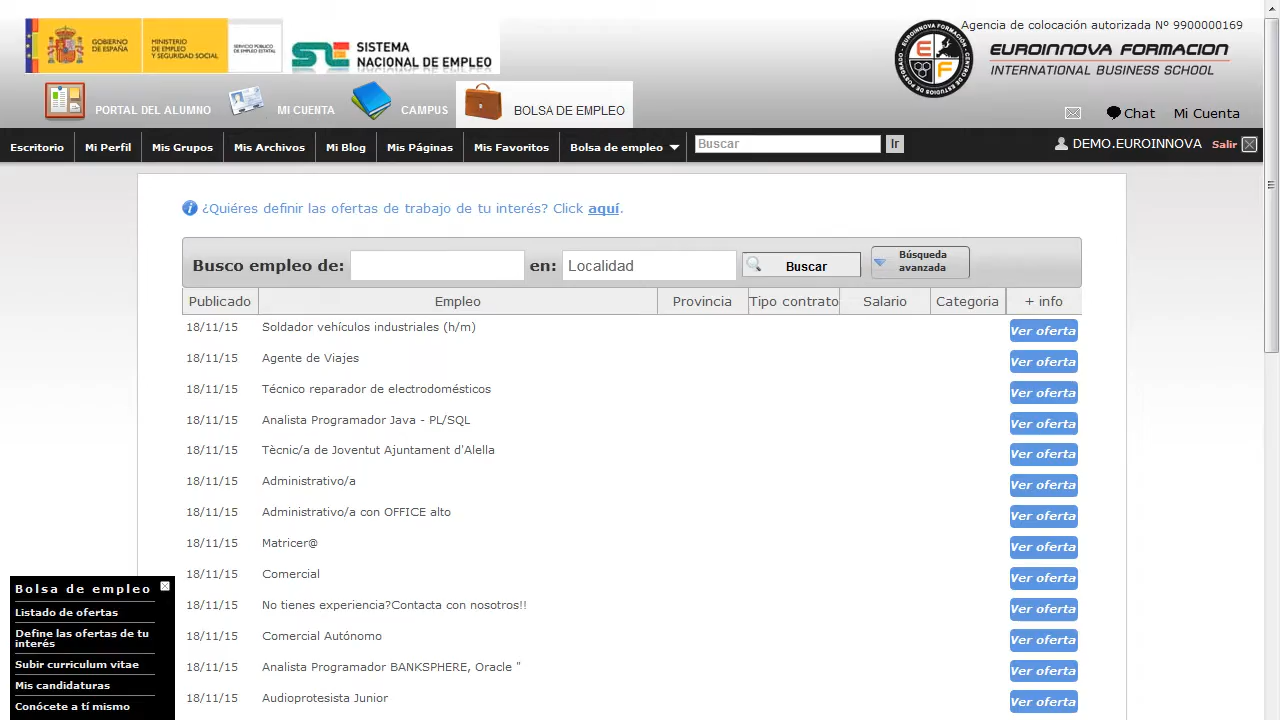 GOBIERNO
DE ESPAÑA
MINISTERIO
DE EMPLEO
Y SEGURIDAD SOCIAL
SERVICIO PÚBLICO
DE EMPLEO ESTATAL
SISTEMA
NACIONAL DE EMPLEO
Agencia de colocación autorizada Nº 9900000169
EUROINNOVA FORMACION
INTERNATIONAL BUSINESS SCHOOL
PORTAL DEL ALUMNO
MI CUENTA
CAMPUS
BOLSA DE EMPLEO
Chat
Mi Cuenta
Escritorio Mi Perfil Mis Grupos Mis Archivos Mi Blog Mis Páginas Mis Favoritos Bolsa de empleo Buscar Ir DEMO.EUROINNOVA Salir
¿Quiéres definir las ofertas de trabajo de tu interés? Click aquí.
Busco empleo de: en: Localidad Buscar Búsqueda
avanzada
Publicado Empleo Provincia Tipo contrato Salario Categoria + info
18/11/15 Soldador vehículos industriales (h/m) Ver oferta
18/11/15 Agente de Viajes Ver oferta
18/11/15 Técnico reparador de electrodomésticos Ver oferta
18/11/15 Analista Programador Java - PL/SQL Ver oferta
18/11/15 Tècnic/a de Joventut Ajuntament d'Alella Ver oferta
18/11/15 Administrativo/a Ver oferta
18/11/15 Administrativo/a con OFFICE alto Ver oferta
18/11/15 Matricer@ Ver oferta
18/11/15 Comercial Ver oferta
18/11/15 No tienes experiencia?Contacta con nosotros!! Ver oferta
18/11/15 Comercial Autónomo Ver oferta
18/11/15 Analista Programador BANKSPHERE, Oracle " Ver oferta
18/11/15 Audioprotesista Junior Ver oferta
Bolsa de empleo
Listado de ofertas
Define las ofertas de tu
interés
Subir curriculum vitae
Mis candidaturas
Conócete a tí mismo